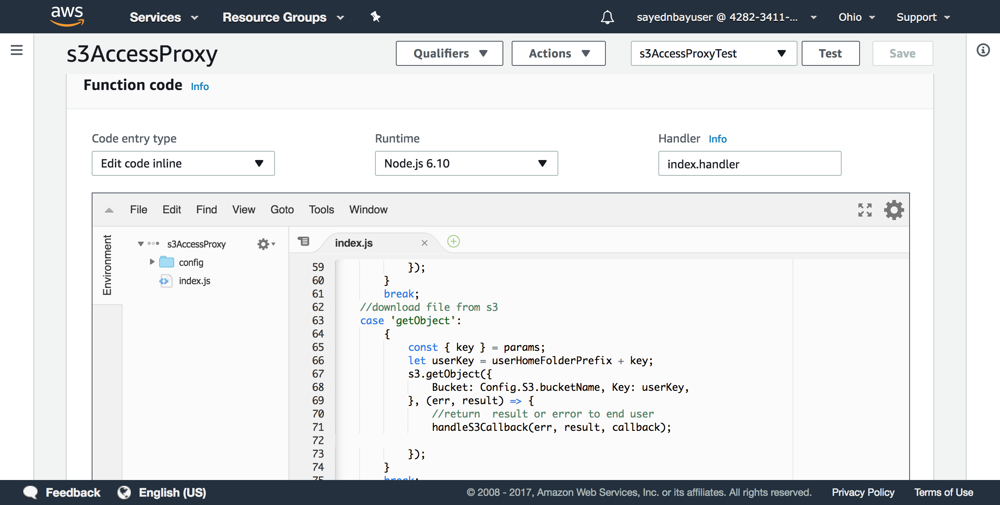 aws Services Resource Groups sayednbayuser @ 4282-3411-... Ohio Support
s3AccessProxy Qualifiers Actions s3AccessProxyTest Test Save
Function code Info
Code entry type Runtime Handler Info
Edit code inline Node.js 6.10 index.handler
File Edit Find View Goto Tools Window
Environment
s3AccessProxy
config
index.js
index.js
59 });
60 }
61 break;
62 //download file from s3
63 case 'getObject':
64 {
65 const { key } = params;
66 let userKey = userHomeFolderPrefix + key;
67 s3.getObject({
68 Bucket: Config.S3.bucketName, Key: userKey,
69 }, (err, result) => {
70 //return  result or error to end user
71 handleS3Callback(err, result, callback);
72
73 });
74 }
75 break;
Feedback English (US) © 2008 - 2017, Amazon Web Services, Inc. or its affiliates. All rights reserved. Privacy Policy Terms of Use